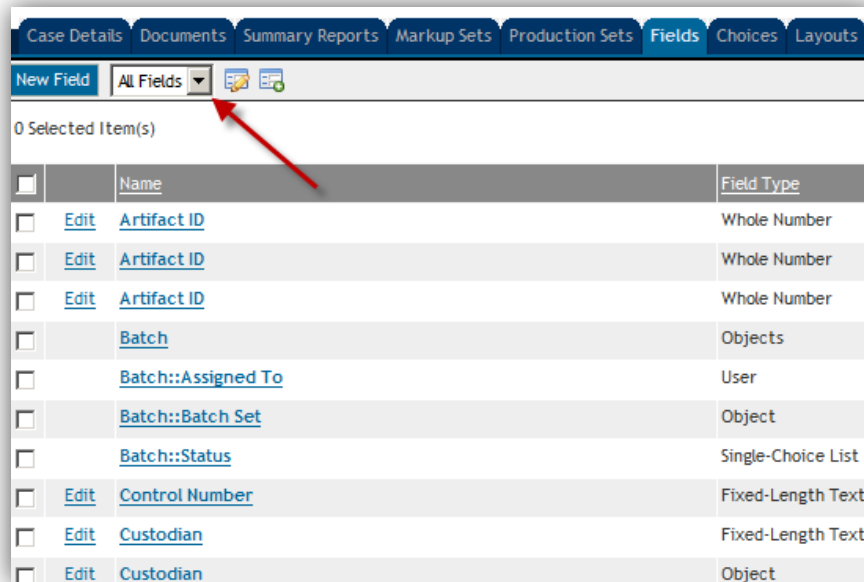 Case Details Documents Summary Reports Markup Sets Production Sets Fields Choices Layouts
New Field All Fields
0 Selected Item(s)
Name Field Type
Edit Artifact ID Whole Number
Edit Artifact ID Whole Number
Edit Artifact ID Whole Number
Batch Objects
Batch::Assigned To User
Batch::Batch Set Object
Batch::Status Single-Choice List
Edit Control Number Fixed-Length Text
Edit Custodian Fixed-Length Text
Edit Custodian Object